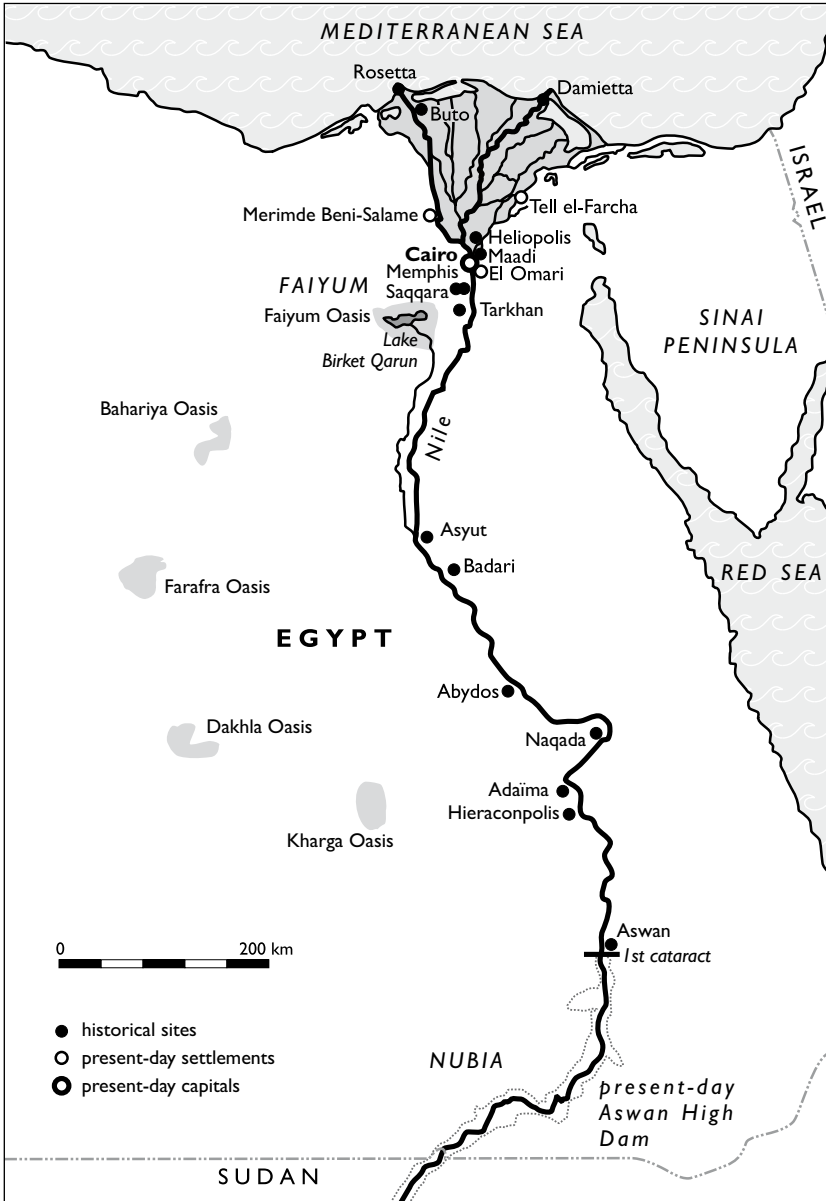 MEDITERRANEAN SEA
Rosetta
Damietta
Buto
ISRAEL
Merimde Beni-Salame
Tell el-Farcha
Heliopolis
Cairo
Maadi
Memphis
El Omari
FAIYUM
Saqqara
Faiyum Oasis
Tarkhan
Lake
Birket Qarun
SINAI
PENINSULA
Bahariya Oasis
Nile
Asyut
Badari
RED SEA
Farafra Oasis
EGYPT
Abydos
Dakhla Oasis
Naqada
Adaïma
Hieraconpolis
Kharga Oasis
Aswan
1st cataract
0 200 km
historical sites
present-day settlements
present-day capitals
NUBIA
present-day
Aswan High
Dam
SUDAN